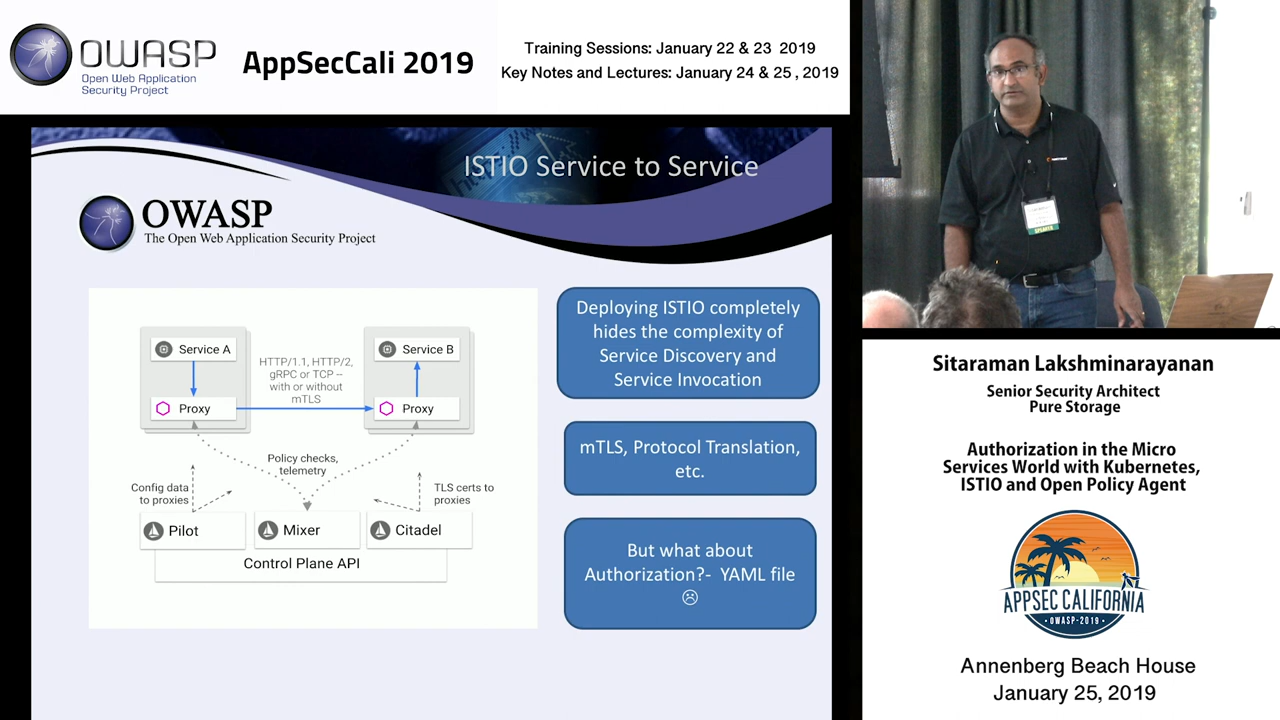 OWASP
Open Web Application
Security Project
AppSecCali 2019
Training Sessions: January 22 & 23 2019
Key Notes and Lectures: January 24 & 25 , 2019
ISTIO Service to Service
OWASP
The Open Web Application Security Project
Service A
Proxy
HTTP/1.1, HTTP/2,
gRPC or TCP --
with or without
mTLS
Service B
Proxy
Policy checks,
telemetry
Config data
to proxies
TLS certs to
proxies
Pilot
Mixer
Citadel
Control Plane API
Deploying ISTIO completely
hides the complexity of
Service Discovery and
Service Invocation
mTLS, Protocol Translation,
etc.
But what about
Authorization?- YAML file
☹
SPEAKER
Sitaraman Lakshminarayanan
Senior Security Architect
Pure Storage
Authorization in the Micro
Services World with Kubernetes,
ISTIO and Open Policy Agent
APPSEC CALIFORNIA
• OWASP-2019 •
Annenberg Beach House
January 25, 2019